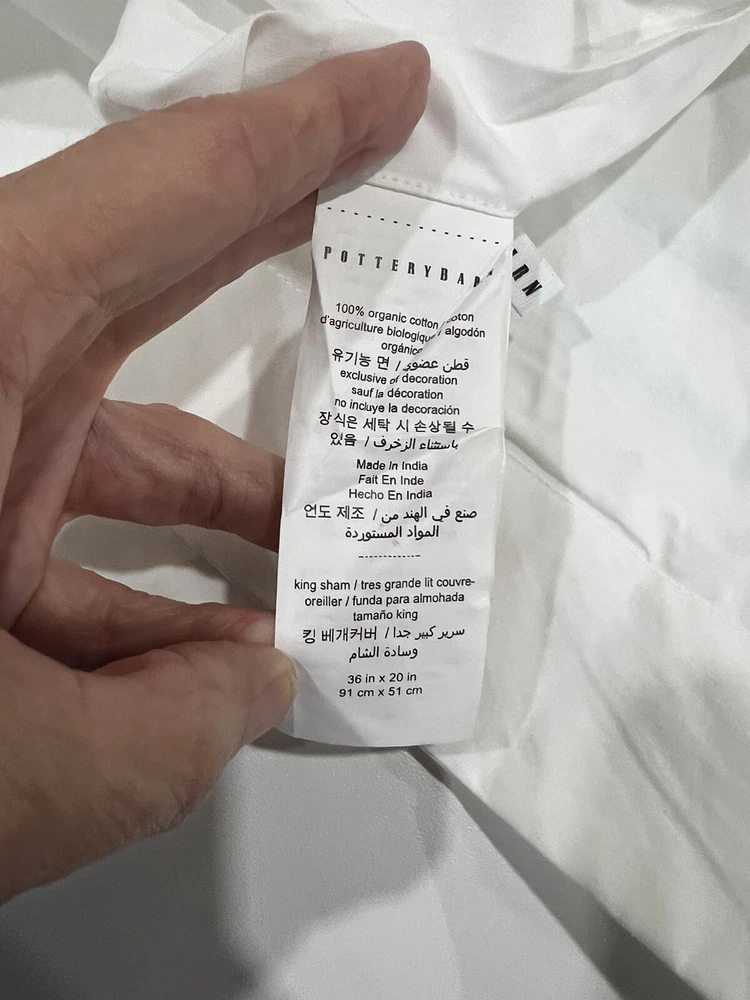 POTTERYBARN
RN
100% organic cotton / coton
d'agriculture biologique / algodón
orgánico
유기농 면 / قطن عضوي
exclusive of decoration
sauf la décoration
no incluye la decoración
장식은 세탁 시 손상될 수
있음 / باستثناء الزخرف
Made In India
Fait En Inde
Hecho En India
언도 제조 / صنع في الهند من
المواد المستوردة
king sham / tres grande lit couvre-
oreiller / funda para almohada
tamaño king
킹 베개커버 / سرير كبير جدا
وسادة الشام
36 in x 20 in
91 cm x 51 cm